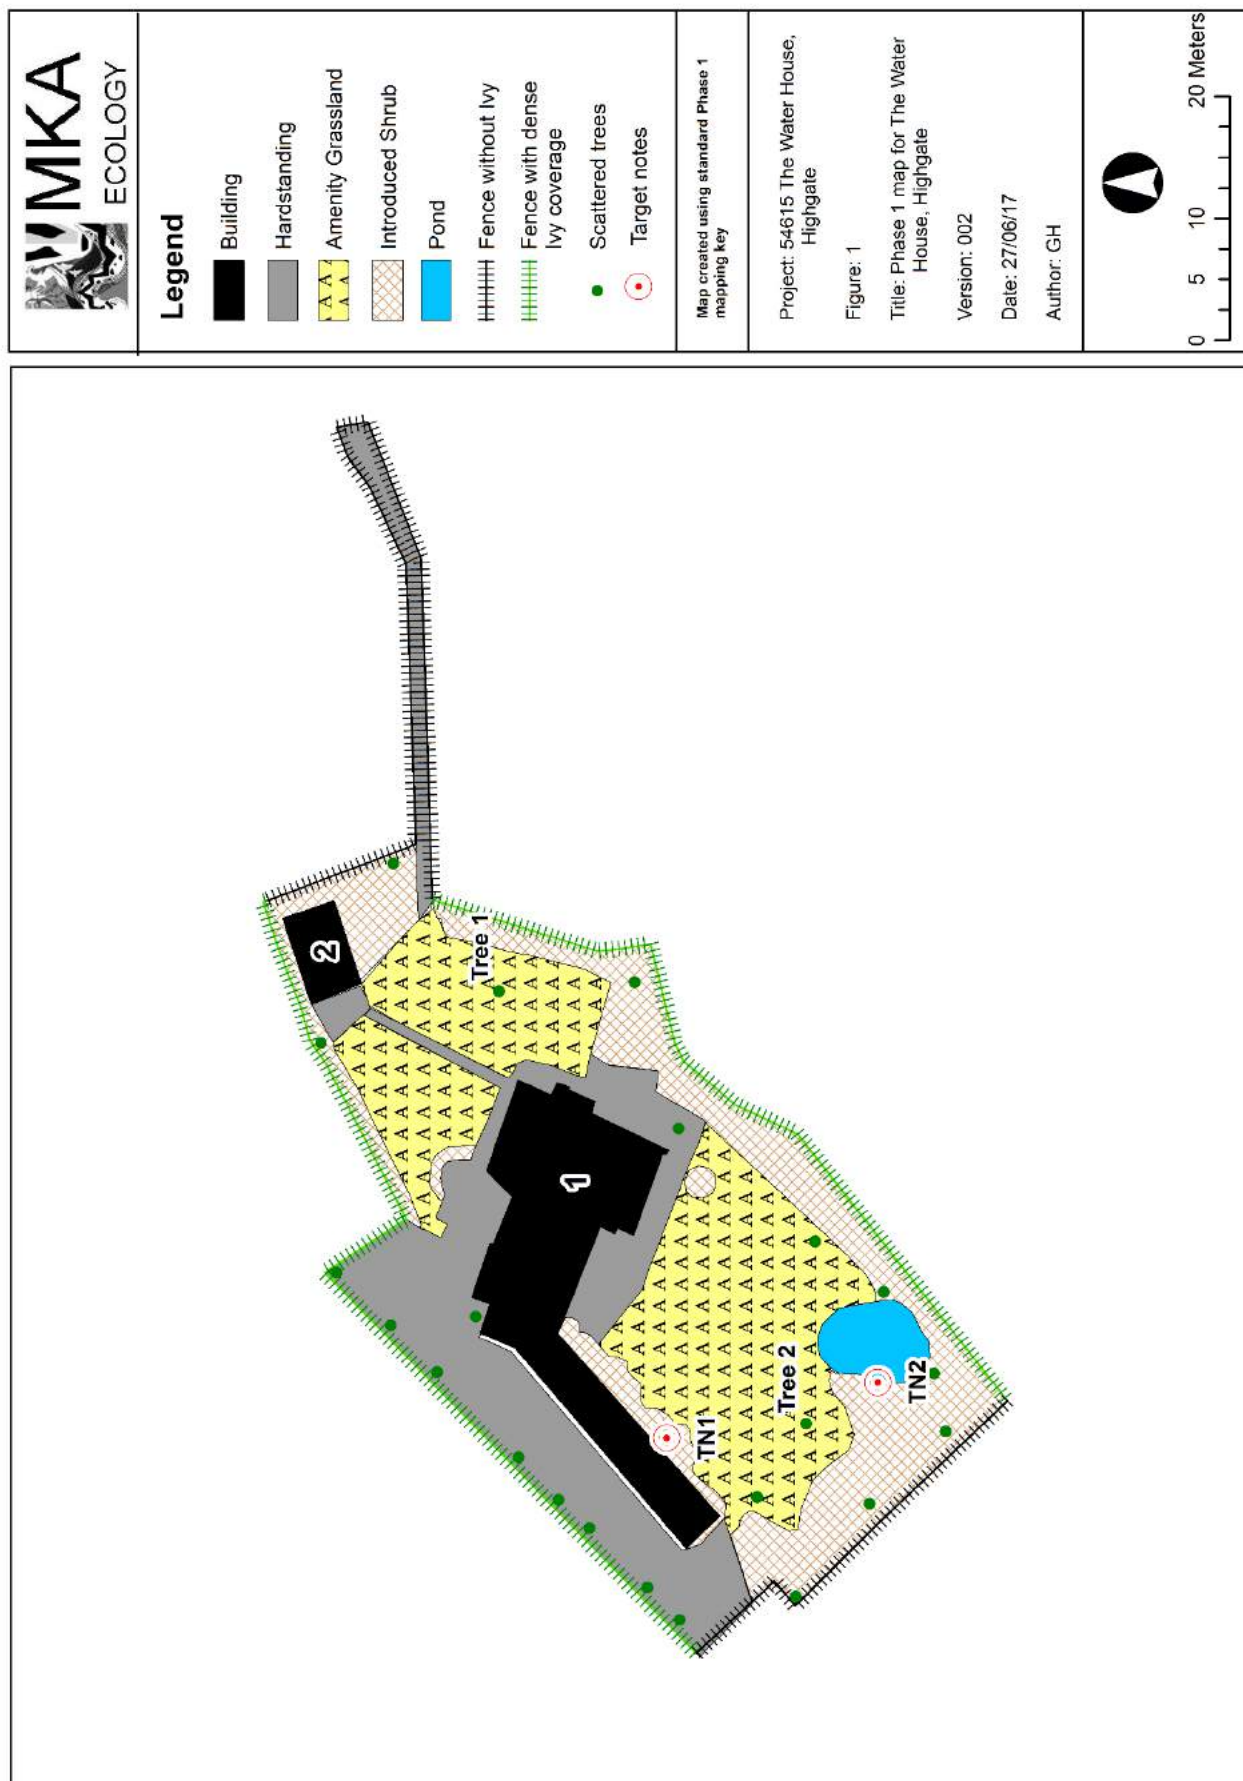 MKA
ECOLOGY
Legend
Building
Hardstanding
A A A
A A
Amenity Grassland
Introduced Shrub
Pond
Fence without Ivy
Fence with dense
Ivy coverage
Scattered trees
Target notes
Map created using standard Phase 1
mapping key
Project: 54615 The Water House,
Highgate
Figure: 1
Title: Phase 1 map for The Water
House, Highgate
Version: 002
Date: 27/06/17
Author: GH
0 5 10 20 Meters
2
Tree 1
1
Tree 2
TN1
TN2